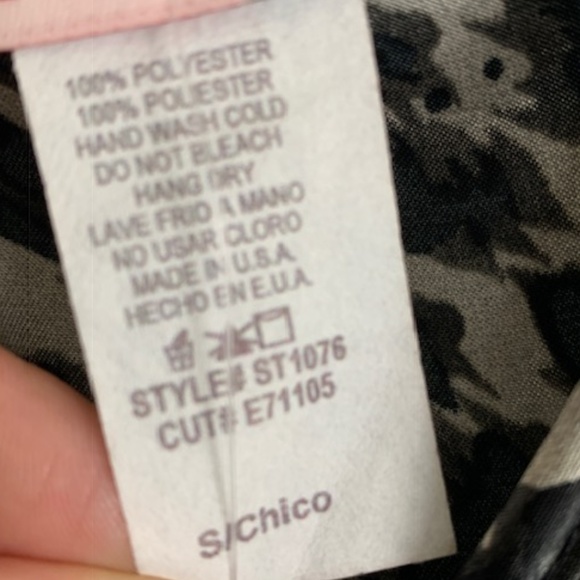 100% POLYESTER
100% POLIESTER
HAND WASH COLD
DO NOT BLEACH
HANG DRY
LAVE FRIO A MANO
NO USAR CLORO
MADE IN U.S.A.
HECHO EN E.U.A.
STYLE# ST1076
CUT# E71105
S/Chico